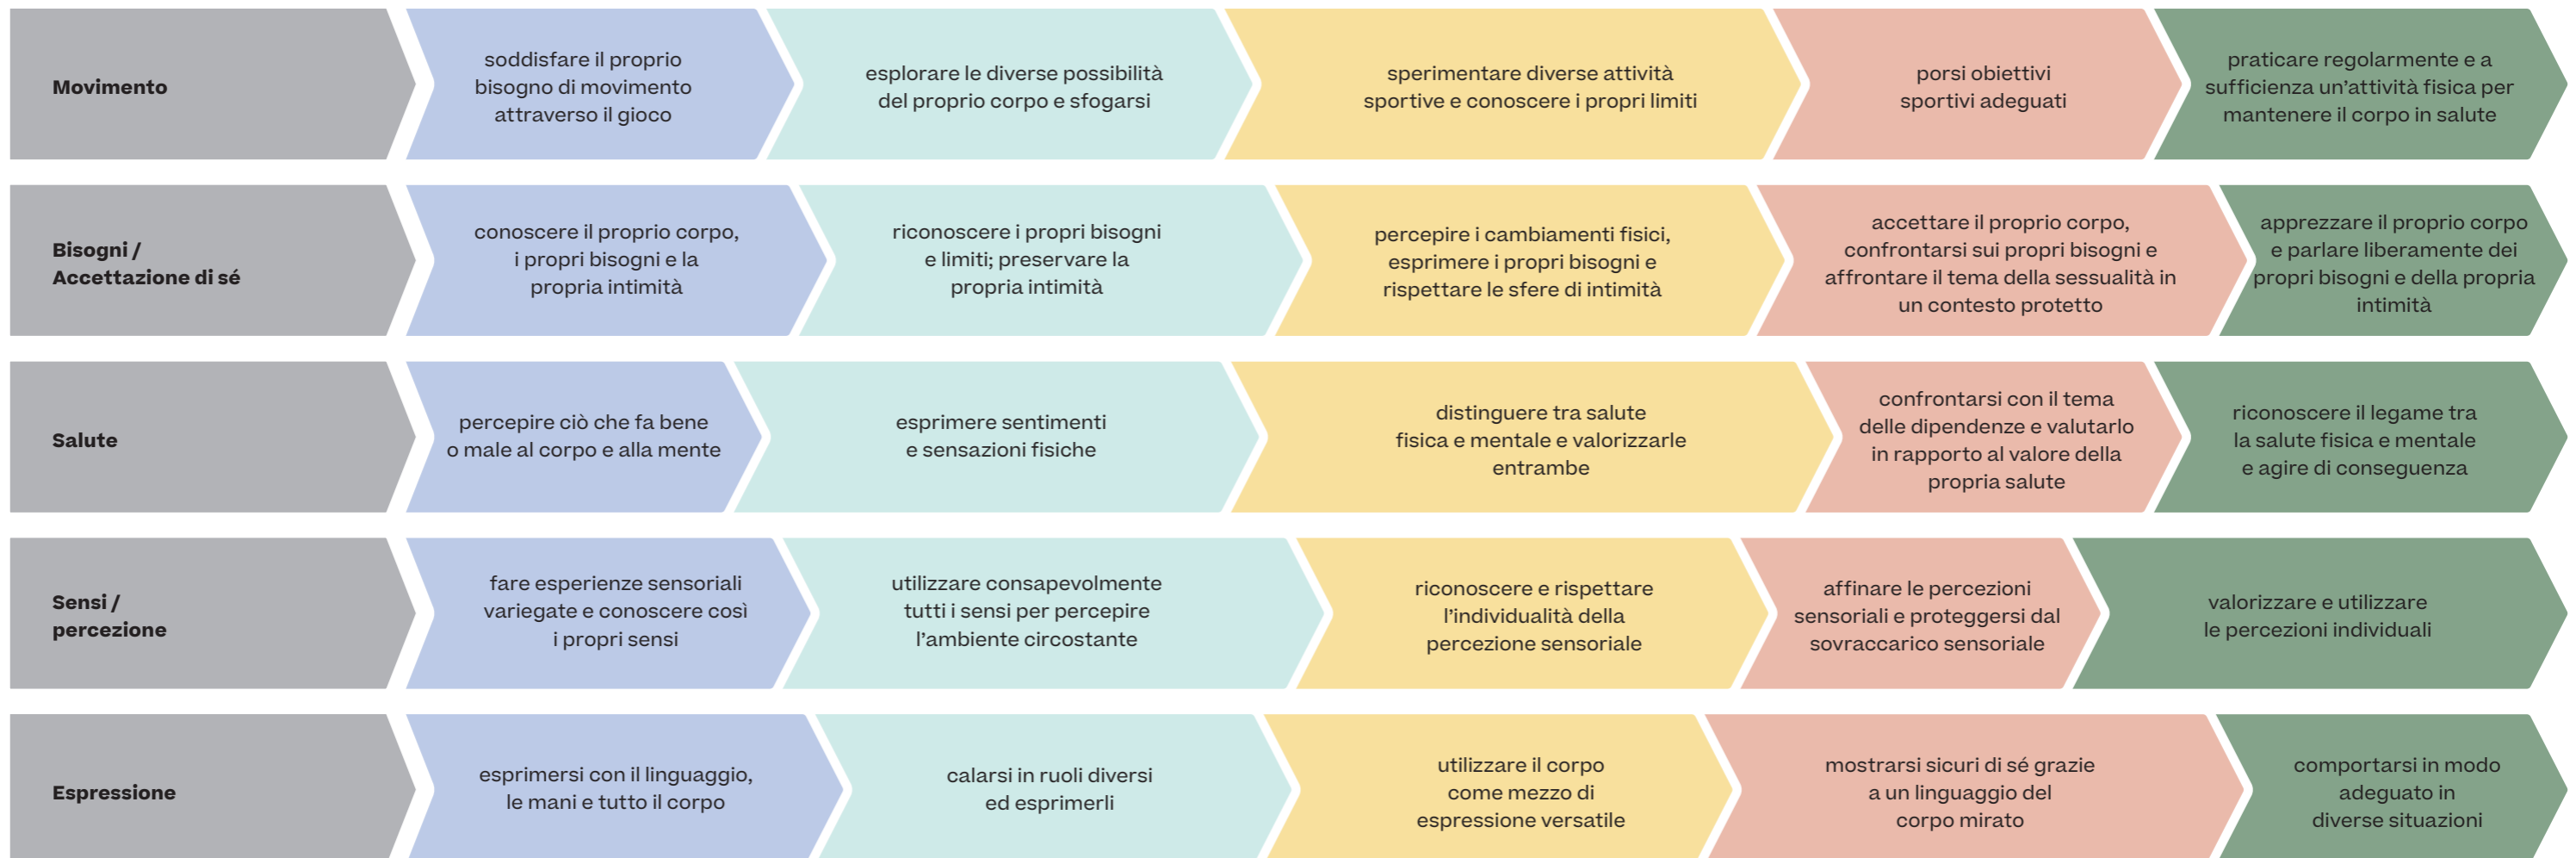 Movimento
soddisfare il proprio
bisogno di movimento
attraverso il gioco
esplorare le diverse possibilità
del proprio corpo e sfogarsi
sperimentare diverse attività
sportive e conoscere i propri limiti
porsi obiettivi
sportivi adeguati
praticare regolarmente e a
sufficienza un’attività fisica per
mantenere il corpo in salute
Bisogni /
Accettazione di sé
conoscere il proprio corpo,
i propri bisogni e la
propria intimità
riconoscere i propri bisogni
e limiti; preservare la
propria intimità
percepire i cambiamenti fisici,
esprimere i propri bisogni e
rispettare le sfere di intimità
accettare il proprio corpo,
confrontarsi sui propri bisogni e
affrontare il tema della sessualità in
un contesto protetto
apprezzare il proprio corpo
e parlare liberamente dei
propri bisogni e della propria
intimità
Salute
percepire ciò che fa bene
o male al corpo e alla mente
esprimere sentimenti
e sensazioni fisiche
distinguere tra salute
fisica e mentale e valorizzarle
entrambe
confrontarsi con il tema
delle dipendenze e valutarlo
in rapporto al valore della
propria salute
riconoscere il legame tra
la salute fisica e mentale
e agire di conseguenza
Sensi /
percezione
fare esperienze sensoriali
variegate e conoscere così
i propri sensi
utilizzare consapevolmente
tutti i sensi per percepire
l’ambiente circostante
riconoscere e rispettare
l’individualità della
percezione sensoriale
affinare le percezioni
sensoriali e proteggersi dal
sovraccarico sensoriale
valorizzare e utilizzare
le percezioni individuali
Espressione
esprimersi con il linguaggio,
le mani e tutto il corpo
calarsi in ruoli diversi
ed esprimerli
utilizzare il corpo
come mezzo di
espressione versatile
mostrarsi sicuri di sé grazie
a un linguaggio del
corpo mirato
comportarsi in modo
adeguato in
diverse situazioni